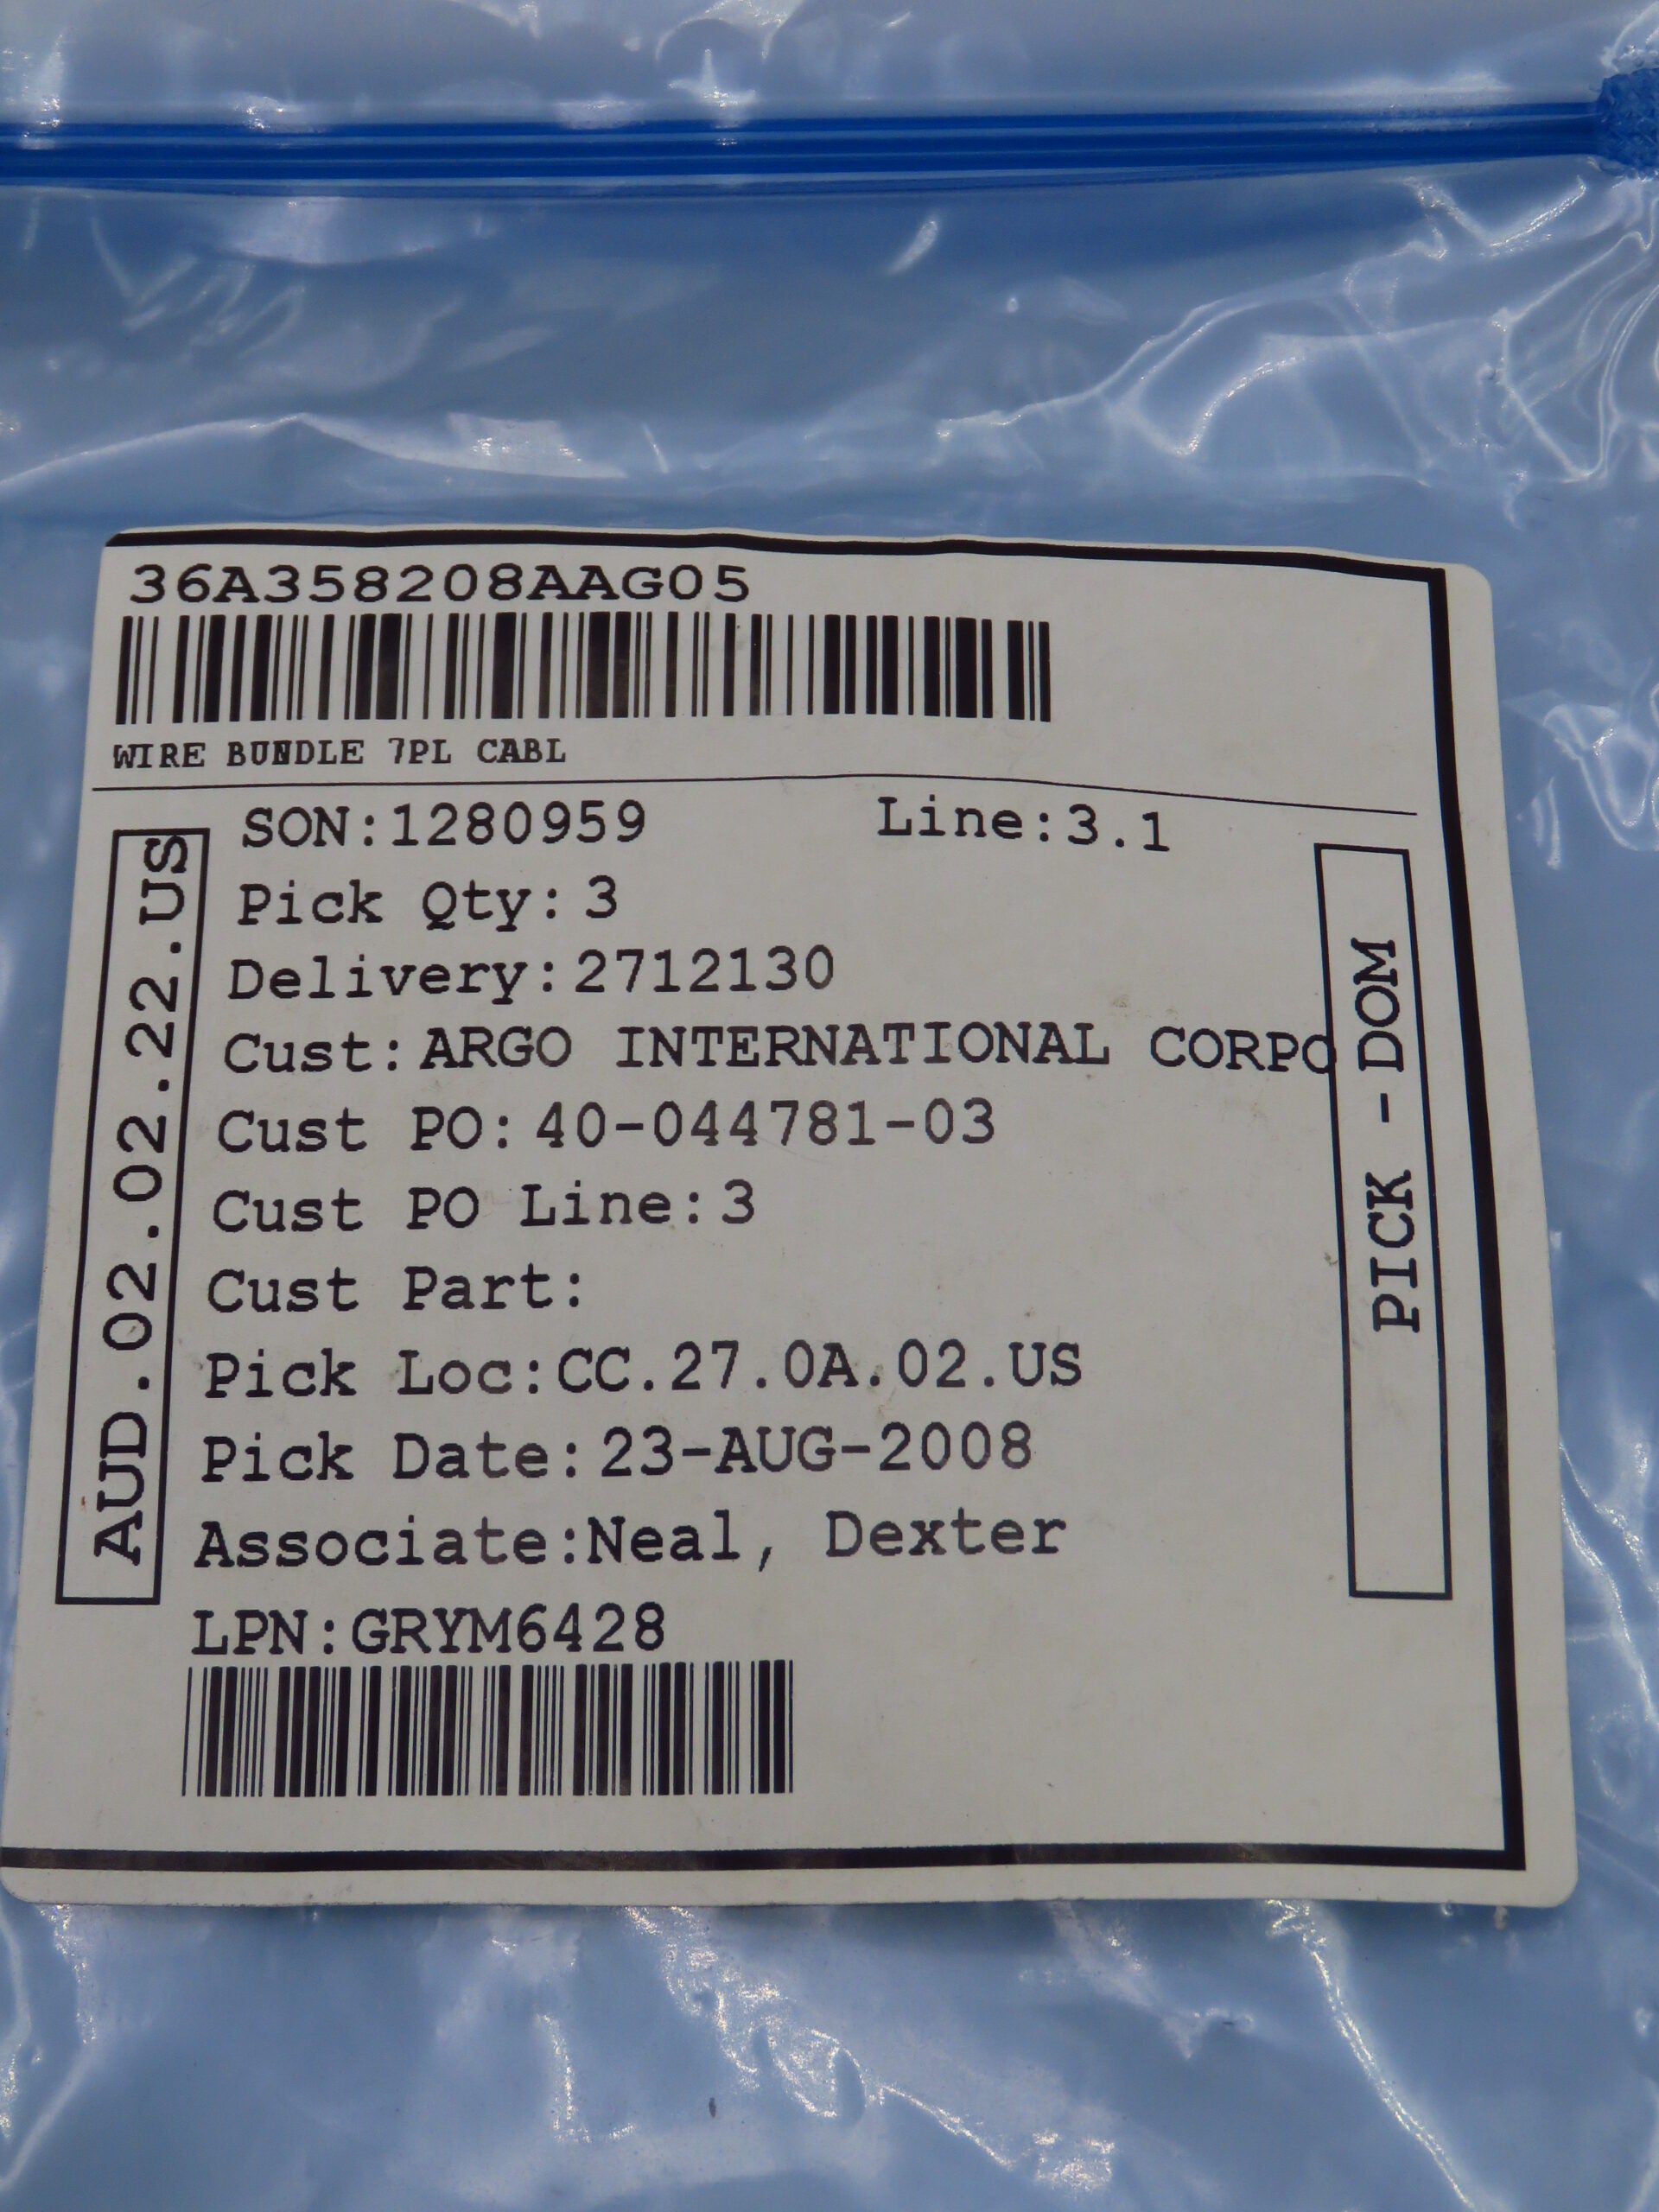 36A358208AAG05
WIRE BUNDLE 7PL CABL
SON:1280959 Line:3.1
Pick Qty: 3
Delivery:2712130
Cust:ARGO INTERNATIONAL CORPO
Cust PO:40-044781-03
Cust PO Line:3
Cust Part:
Pick Loc:CC.27.0A.02.US
Pick Date:23-AUG-2008
Associate:Neal, Dexter
LPN:GRYM6428
AUD.02.02.22.US
PICK -DOM